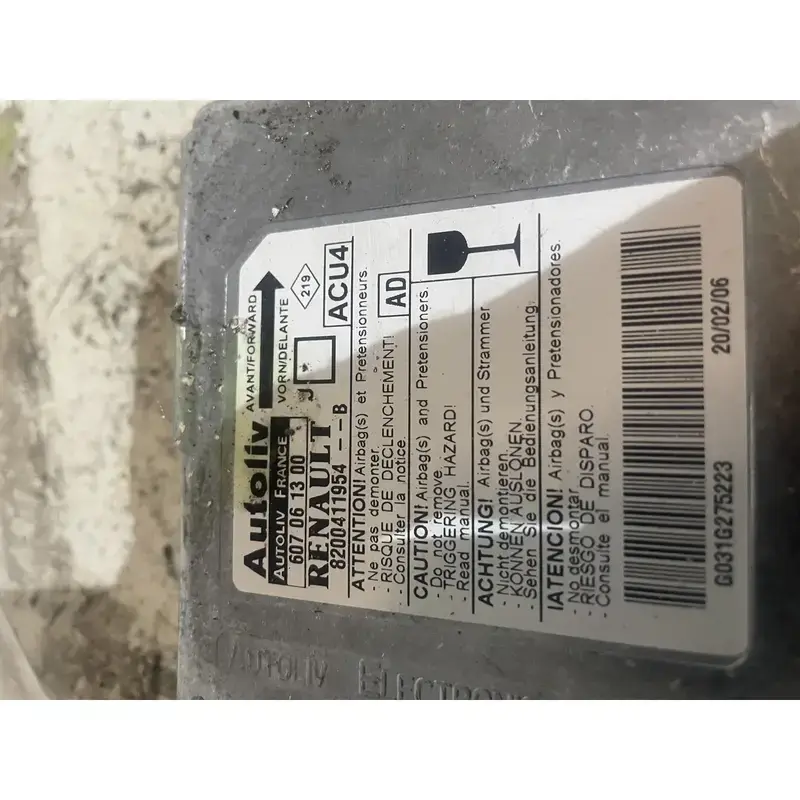 Autoliv
AVANT/FORWARD
AUTOLIV FRANCE
VORN/DELANTE
607 06 13 00
219
RENAULT
J
8200411954 --B
ACU4
ATTENTION! Airbag(s) et Pretensionneurs.
- Ne pas demonter.
- RISQUE DE DECLENCHEMENT!
- Consulter la notice.
AD
CAUTION! Airbag(s) and Pretensioners.
- Do not remove.
- TRIGGERING HAZARD!
- Read manual.
ACHTUNG! Airbag(s) und Strammer
- Nicht demontieren.
- KONNEN AUSLONEN.
- Sehen Sie die Bedienungsanleitung.
!ATENCION! Airbag(s) y Pretensionadores.
- No desmontar
- RIESGO DE DISPARO.
- Consulte el manual.
G031G275223
20/02/06
AUTOLIV